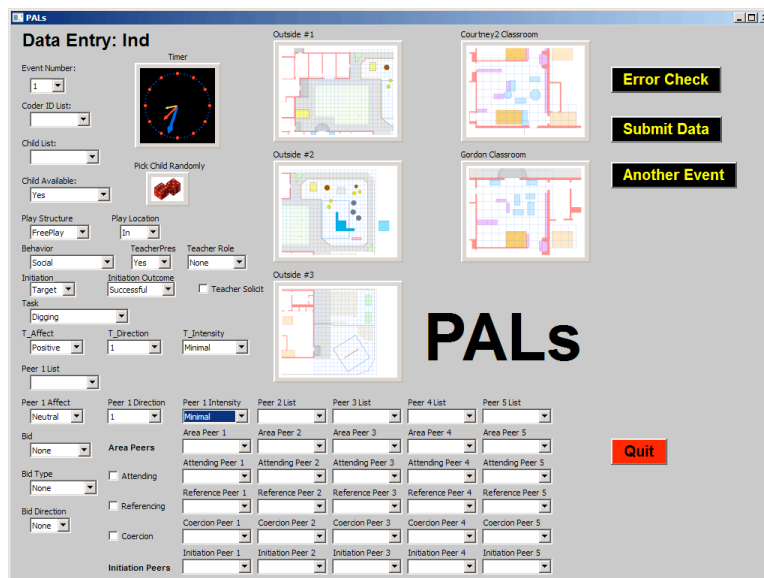 PALs
Data Entry: Ind
Outside #1
Courtney2 Classroom
Timer
Event Number:
1
Error Check
Coder ID List:
Submit Data
Child List:
Outside #2
Gordon Classroom
Pick Child Randomly
Another Event
Child Available:
Yes
Play Structure Play Location
FreePlay In
Behavior TeacherPres Teacher Role
Social Yes None
Outside #3
Initiation Initiation Outcome
Target Successful Teacher Solicit
Task
Digging
PALs
T_Affect T_Direction T_Intensity
Positive 1 Minimal
Peer 1 List
Peer 1 Affect Peer 1 Direction Peer 1 Intensity Peer 2 List Peer 3 List Peer 4 List Peer 5 List
Neutral 1 Minimal
Area Peer 1 Area Peer 2 Area Peer 3 Area Peer 4 Area Peer 5
Bid Area Peers
None
Quit
Attending Peer 1 Attending Peer 2 Attending Peer 3 Attending Peer 4 Attending Peer 5
Bid Type Attending
None
Reference Peer 1 Reference Peer 2 Reference Peer 3 Reference Peer 4 Reference Peer 5
Referencing
Bid Direction
None
Coercion Peer 1 Coercion Peer 2 Coercion Peer 3 Coercion Peer 4 Coercion Peer 5
Coercion
Initiation Peer 1 Initiation Peer 2 Initiation Peer 3 Initiation Peer 4 Initiation Peer 5
Initiation Peers